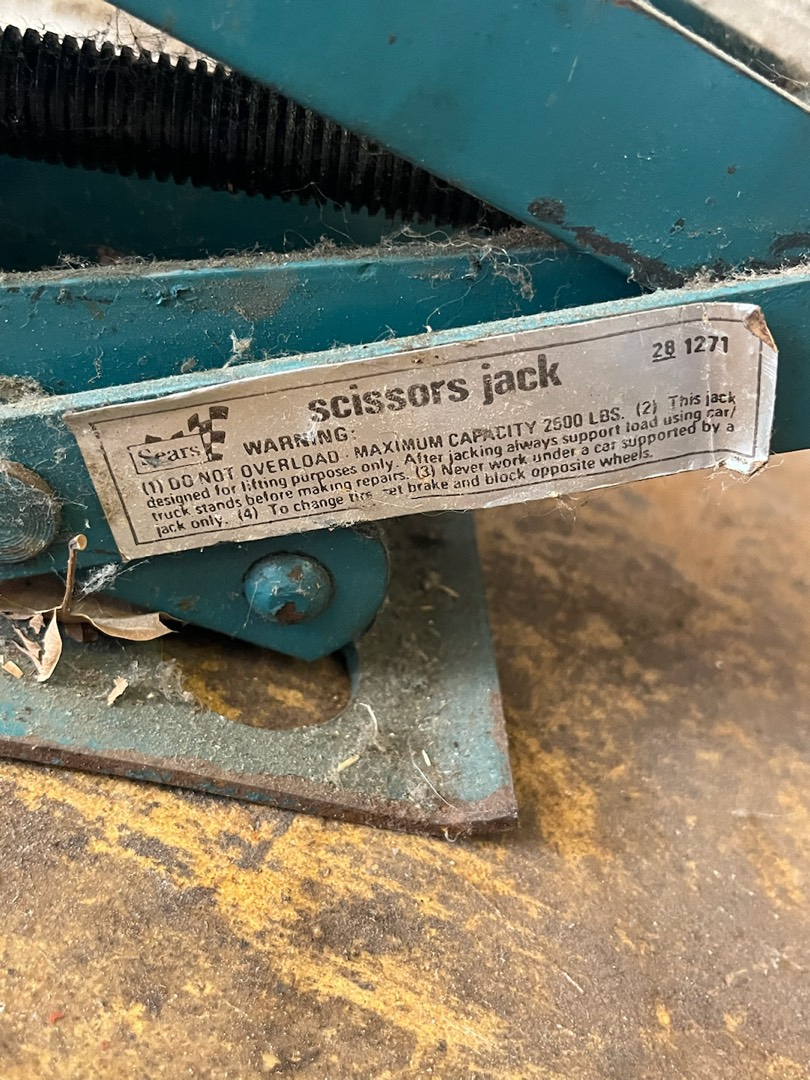 scissors jack
28 1271
Sears
WARNING:
(1) DO NOT OVERLOAD - MAXIMUM CAPACITY 2600 LBS. (2) This jack
designed for lifting purposes only. After jacking always support load using car/
truck stands before making repairs. (3) Never work under a car supported by a
jack only. (4) To change tire set brake and block opposite wheels.